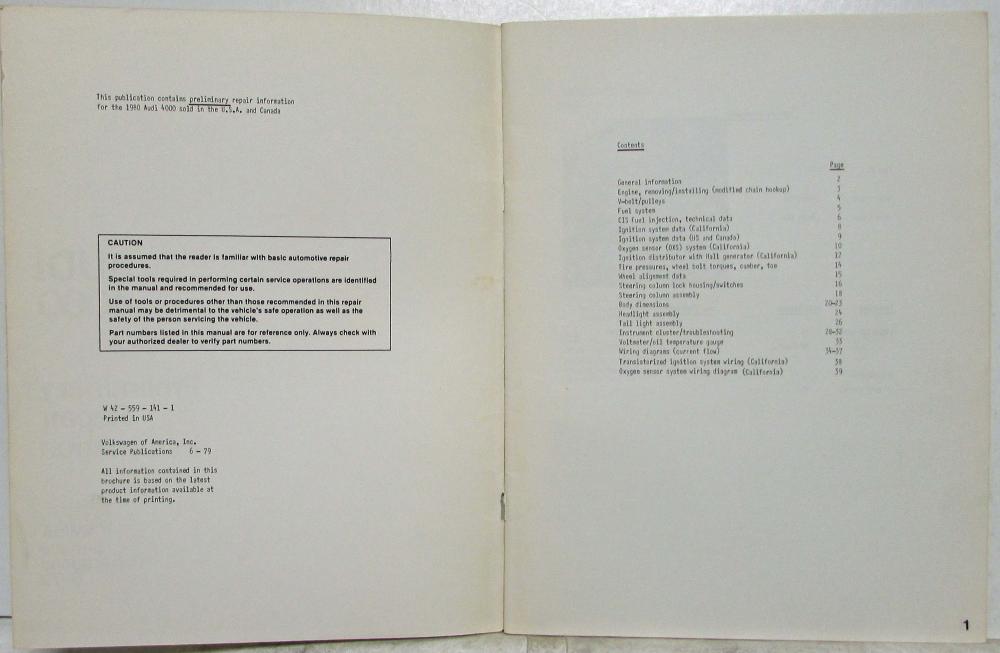 This publication contains preliminary repair information
for the 1980 Audi 4000 sold in the U.S.A. and Canada
CAUTION
It is assumed that the reader is familiar with basic automotive repair
procedures.
Special tools required in performing certain service operations are identified
in the manual and recommended for use.
Use of tools or procedures other than those recommended in this repair
manual may be detrimental to the vehicle's safe operation as well as the
safety of the person servicing the vehicle.
Part numbers listed in this manual are for reference only. Always check with
your authorized dealer to verify part numbers.
W 42 - 559 - 141 - 1
Printed in USA
Volkswagen of America, Inc.
Service Publications 6 - 79
All information contained in this
brochure is based on the latest
product information available at
the time of printing.
Contents
Page
General information 2
Engine, removing/installing (modified chain hookup) 3
V-belt/pulleys 4
Fuel system 5
CIS fuel injection, technical data 6
Ignition system data (California) 8
Ignition system data (US and Canada) 9
Oxygen sensor (OXS) system (California) 10
Ignition distributor with Hall generator (California) 12
Tire pressures, wheel bolt torques, camber, toe 14
Wheel alignment data 15
Steering column lock housing/switches 16
Steering column assembly 18
Body dimensions 20-23
Headlight assembly 24
Tail light assembly 26
Instrument cluster/troubleshooting 28-32
Voltmeter/oil temperature gauge 33
Wiring diagrams (current flow) 34-37
Transistorized ignition system wiring (California) 38
Oxygen sensor system wiring diagram (California) 39
1